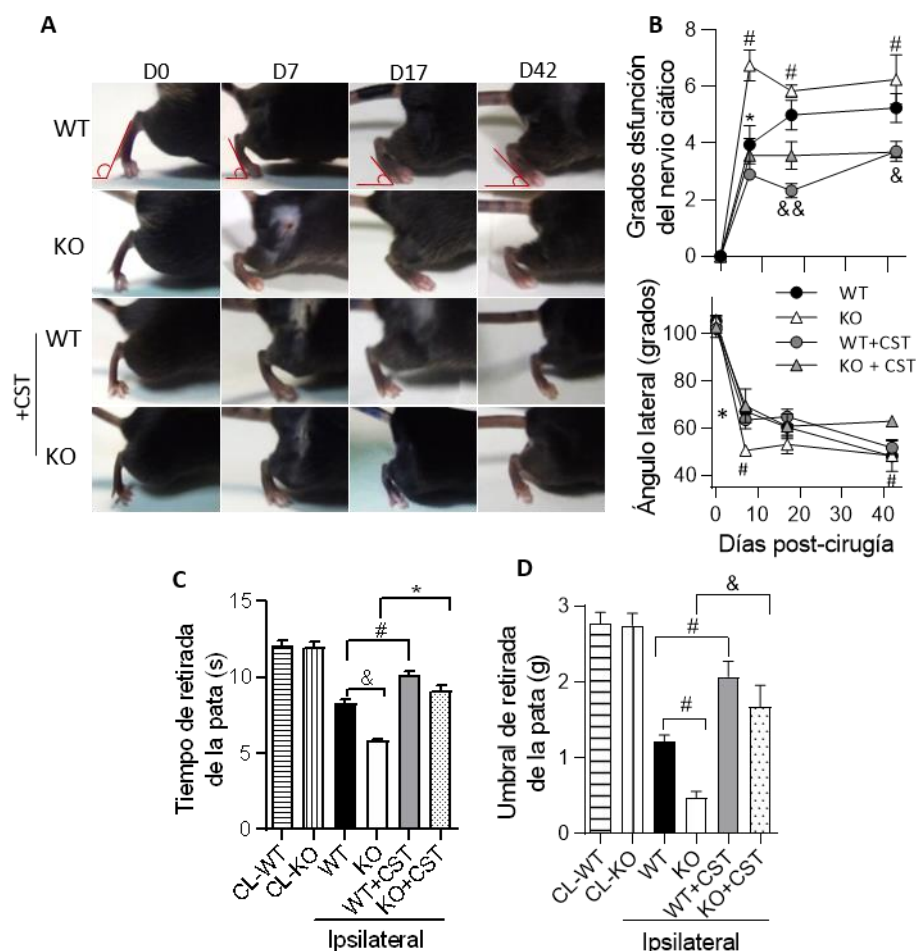 A
D0 D7 D17 D42
WT
KO
WT
+CST
KO
B
Grados dsfunción
del nervio ciático
8
6
4
2
0
#
#
#
*
&&
&
WT
KO
WT+CST
KO + CST
Ángulo lateral (grados)
100
80
60
40
*
#
#
0 10 20 30 40
Días post-cirugía
C
Tiempo de retirada
de la pata (s)
15
10
5
0
*
#
&
CL-WT
CL-KO
WT
KO
WT+CST
KO+CST
Ipsilateral
D
Umbral de retirada
de la pata (g)
3
2
1
0
&
#
#
CL-WT
CL-KO
WT
KO
WT+CST
KO+CST
Ipsilateral